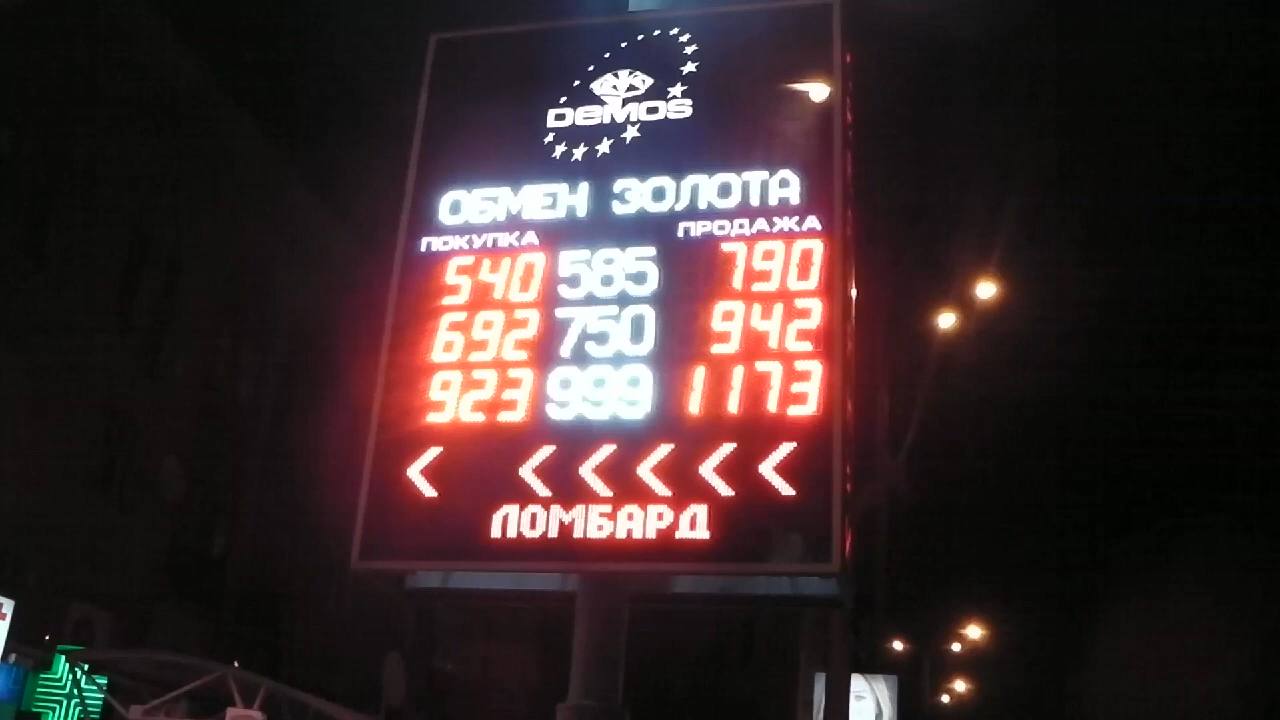 DEMOS
ОБМЕН ЗОЛОТА
ПОКУПКА ПРОДАЖА
540 585 790
692 750 942
923 999 1173
ЛОМБАРД